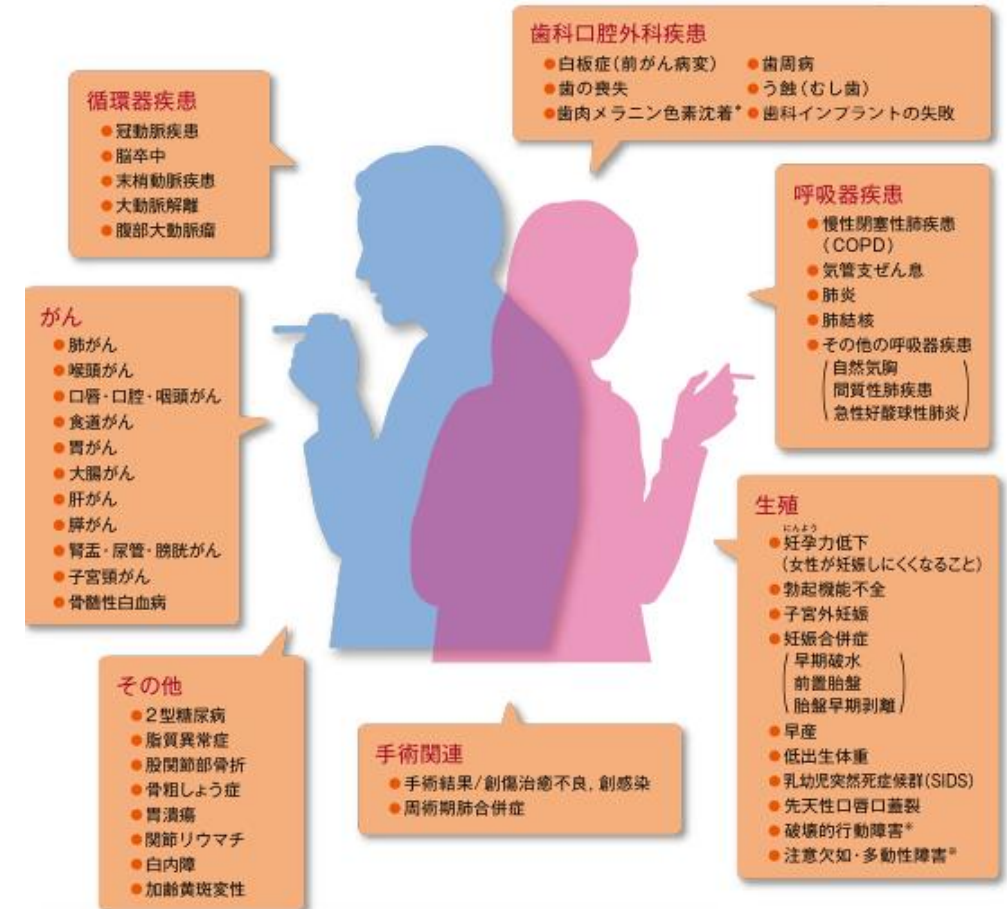 歯科口腔外科疾患
●白板症(前がん病変) ●歯周病
●歯の喪失 ●う蝕(むし歯)
●歯肉メラニン色素沈着* ●歯科インプラントの失敗
循環器疾患
●冠動脈疾患
●脳卒中
●末梢動脈疾患
●大動脈解離
●腹部大動脈瘤
呼吸器疾患
●慢性閉塞性肺疾患
(COPD)
●気管支ぜん息
●肺炎
●肺結核
●その他の呼吸器疾患
自然気胸
間質性肺疾患
急性好酸球性肺炎
がん
●肺がん
●喉頭がん
●口唇・口腔・咽頭がん
●食道がん
●胃がん
●大腸がん
●肝がん
●膵がん
●腎盂・尿管・膀胱がん
●子宮頸がん
●骨髄性白血病
生殖
にんよう
●妊孕力低下
(女性が妊娠しにくくなること)
●勃起機能不全
●子宮外妊娠
●妊娠合併症
早期破水
前置胎盤
胎盤早期剥離
●早産
●低出生体重
●乳幼児突然死症候群(SIDS)
●先天性口唇口蓋裂
●破壊的行動障害※
●注意欠如・多動性障害※
その他
●2型糖尿病
●脂質異常症
●股関節部骨折
●骨粗しょう症
●胃潰瘍
●関節リウマチ
●白内障
●加齢黄斑変性
手術関連
●手術結果/創傷治癒不良, 創感染
●周術期肺合併症